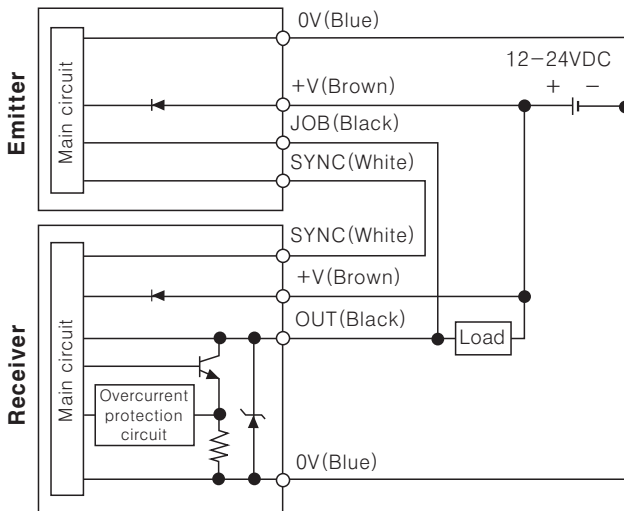 Emitter
Main circuit
0V(Blue)
12-24VDC
+ -
+V(Brown)
JOB(Black)
SYNC(White)
Receiver
Main circuit
SYNC(White)
+V(Brown)
OUT(Black)
Load
Overcurrent
protection
circuit
0V(Blue)